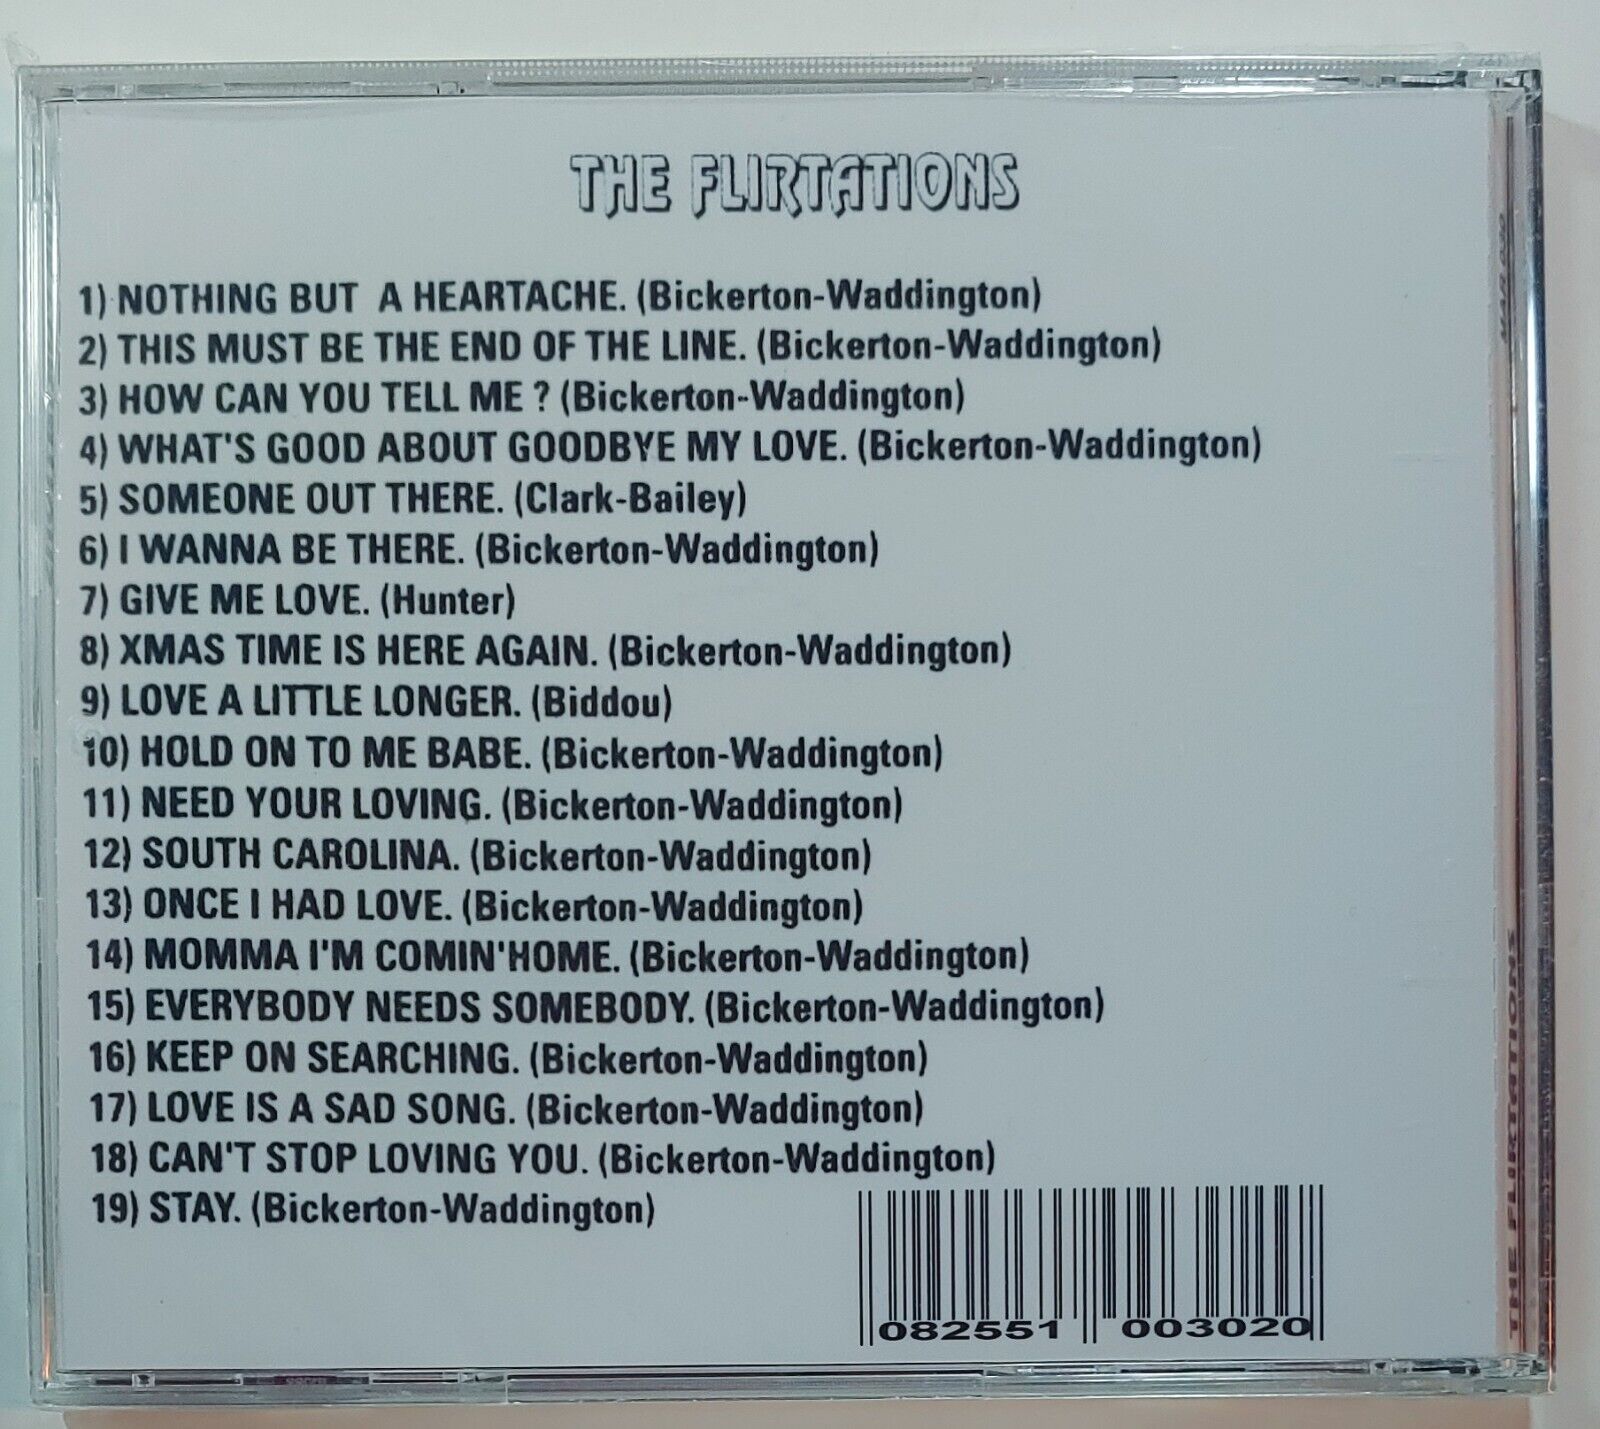 THE FLIRTATIONS
1) NOTHING BUT A HEARTACHE. (Bickerton-Waddington)
2) THIS MUST BE THE END OF THE LINE. (Bickerton-Waddington)
3) HOW CAN YOU TELL ME ? (Bickerton-Waddington)
4) WHAT'S GOOD ABOUT GOODBYE MY LOVE. (Bickerton-Waddington)
5) SOMEONE OUT THERE. (Clark-Bailey)
6) I WANNA BE THERE. (Bickerton-Waddington)
7) GIVE ME LOVE. (Hunter)
8) XMAS TIME IS HERE AGAIN. (Bickerton-Waddington)
9) LOVE A LITTLE LONGER. (Biddou)
10) HOLD ON TO ME BABE. (Bickerton-Waddington)
11) NEED YOUR LOVING. (Bickerton-Waddington)
12) SOUTH CAROLINA. (Bickerton-Waddington)
13) ONCE I HAD LOVE. (Bickerton-Waddington)
14) MOMMA I'M COMIN'HOME. (Bickerton-Waddington)
15) EVERYBODY NEEDS SOMEBODY. (Bickerton-Waddington)
16) KEEP ON SEARCHING. (Bickerton-Waddington)
17) LOVE IS A SAD SONG. (Bickerton-Waddington)
18) CAN'T STOP LOVING YOU. (Bickerton-Waddington)
19) STAY. (Bickerton-Waddington)
082551 003020
THE FLIRTATIONS